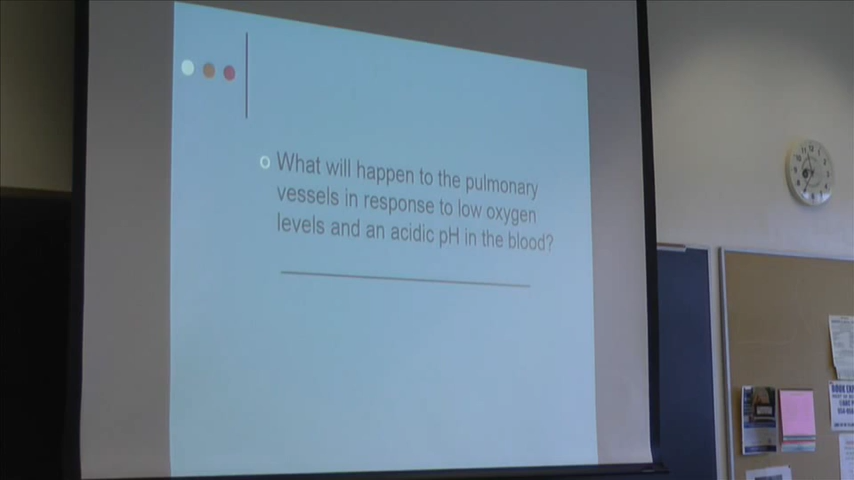 What will happen to the pulmonary
vessels in response to low oxygen
levels and an acidic pH in the blood?